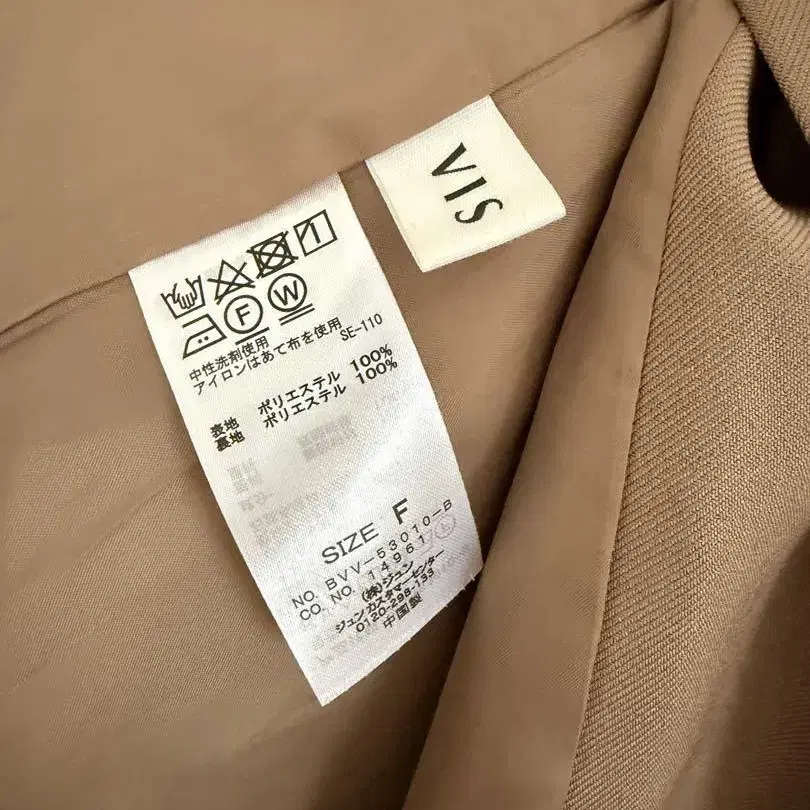 VIS
F W
中性洗剤使用
アイロンはあて布を使用 SE-110
表地 ポリエステル 100%
裏地 ポリエステル 100%
SIZE F
NO. BVV-53010-B
CO. NO. 149617
(株)ジュン
ジュンカスタマーセンター
0120-298-133
中国製